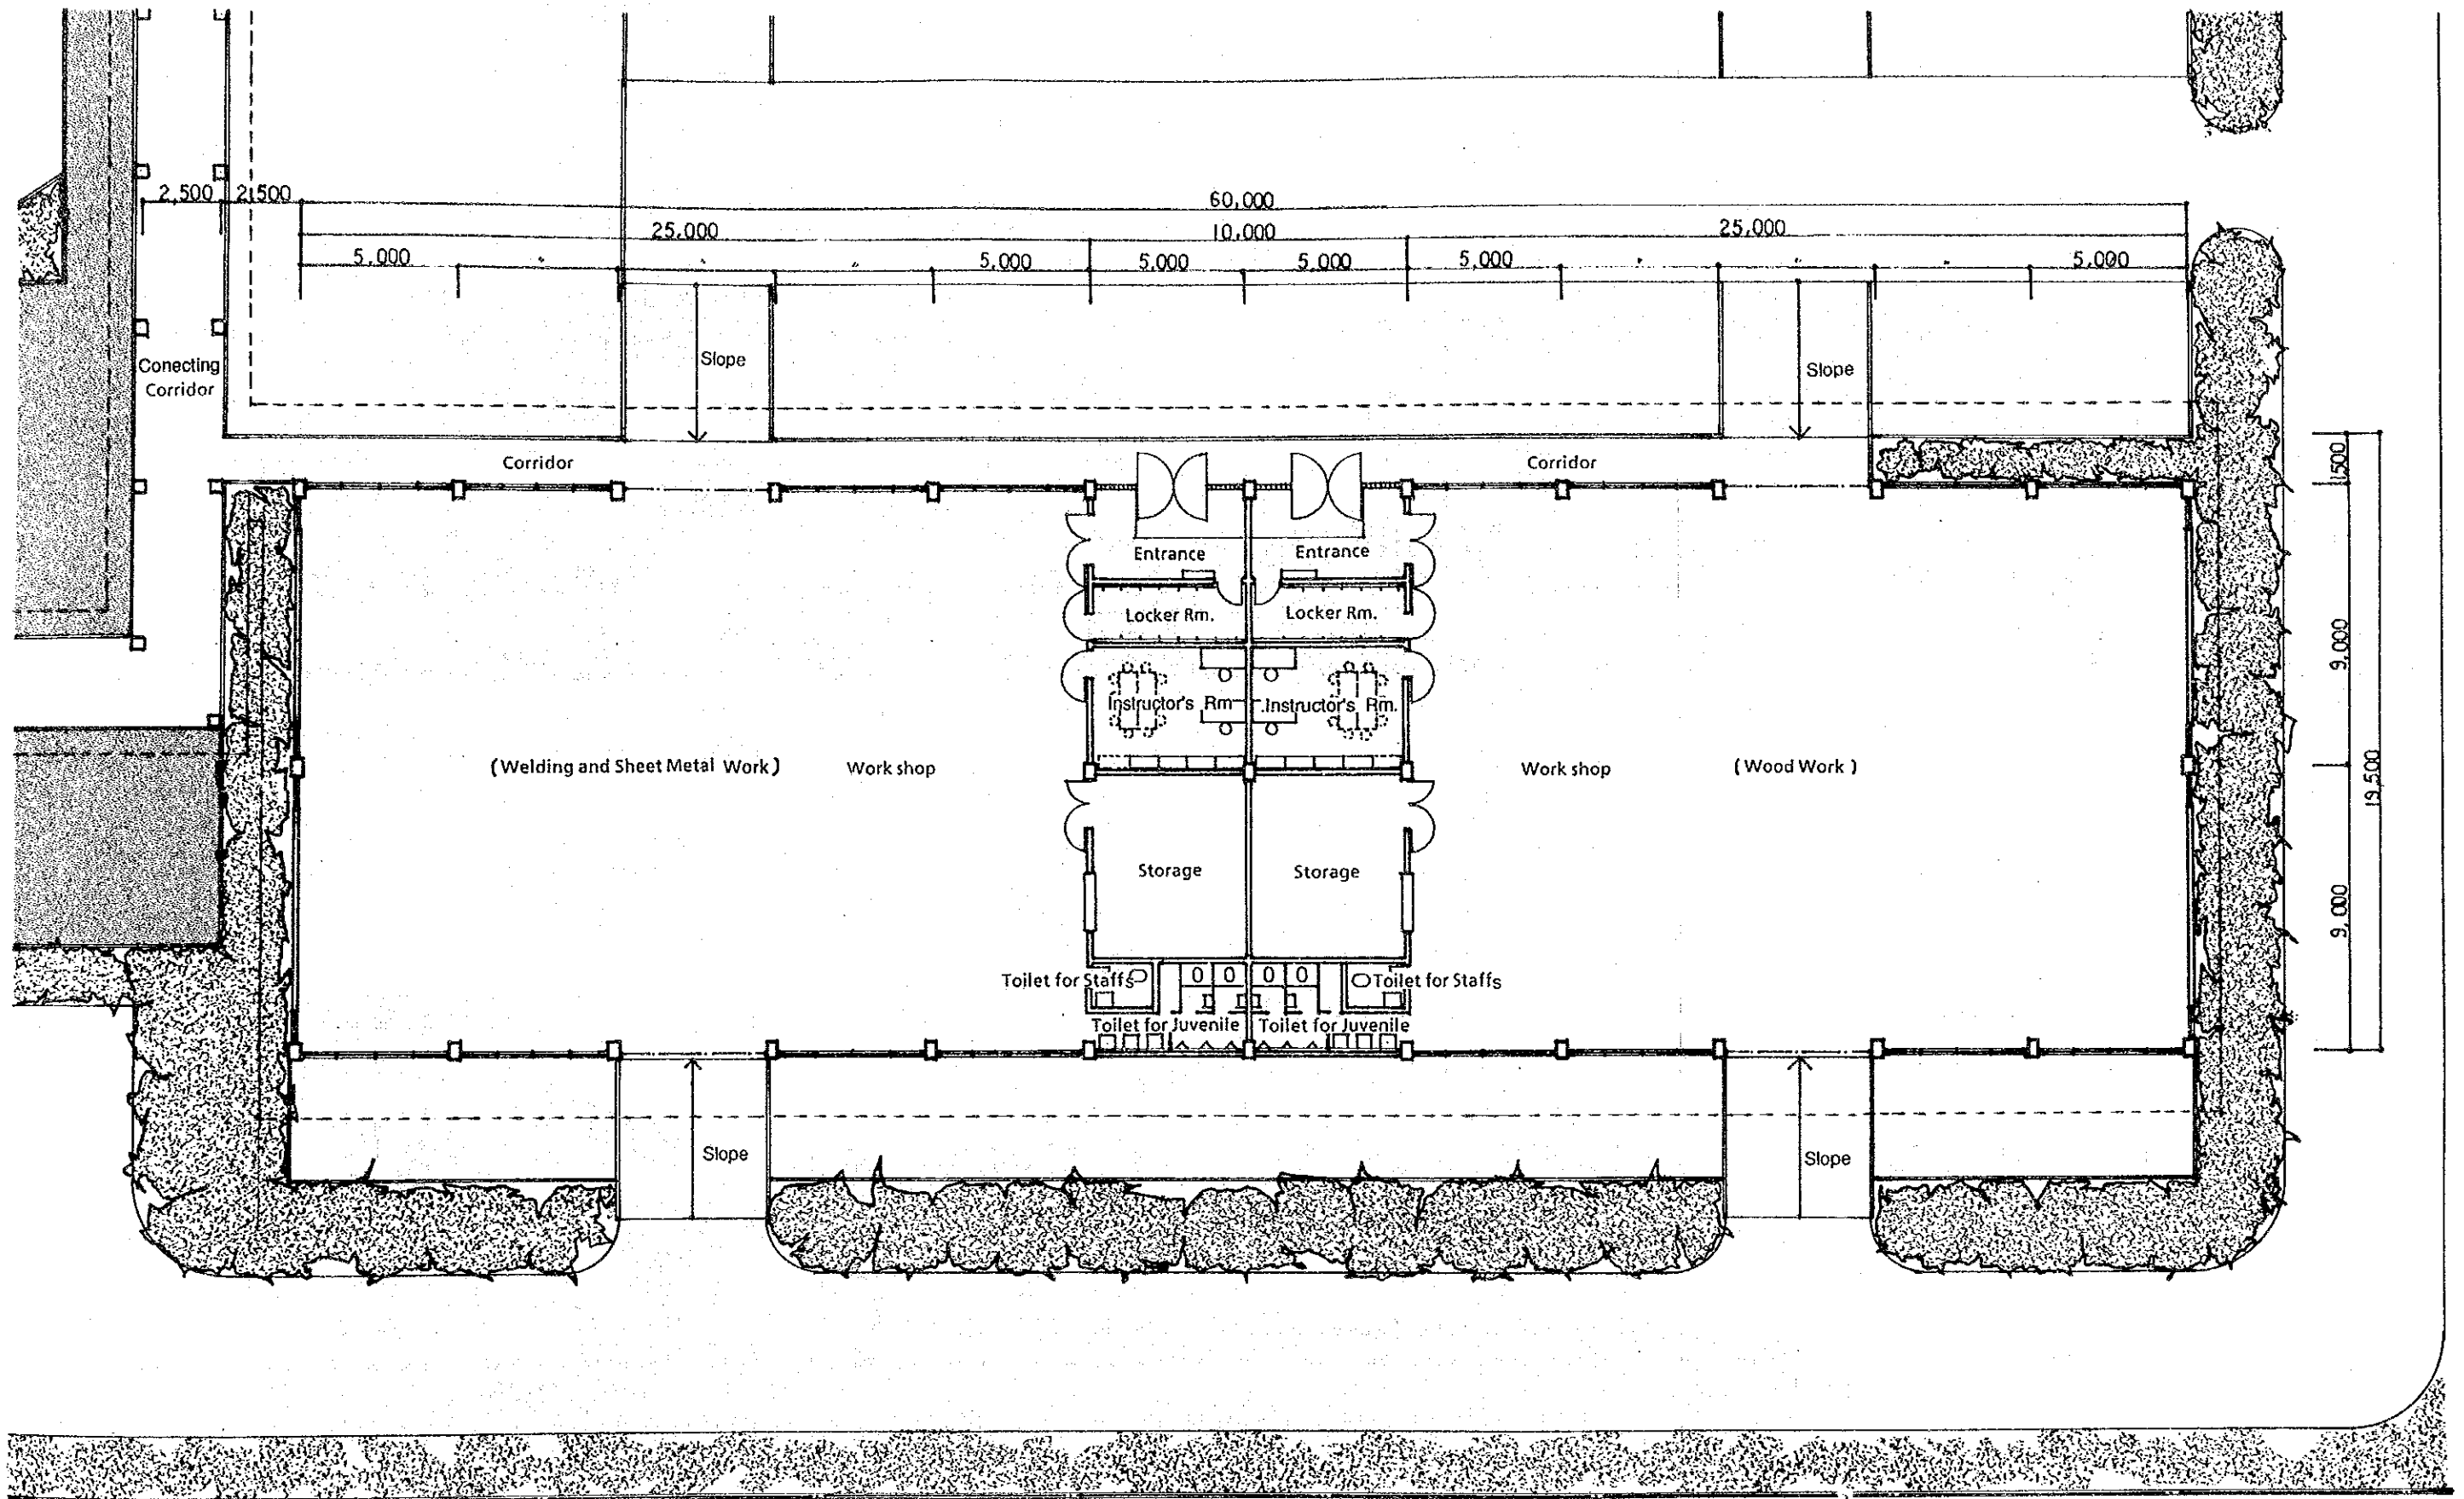 2,500 2,500
60,000
25,000 10,000 25,000
5,000 " " " 5,000 5,000 5,000 5,000 " " " 5,000
Slope
Slope
Conecting
Corridor
Corridor
Corridor
1,500
Entrance
Entrance
Locker Rm.
Locker Rm.
9,000
Instructor's Rm
Instructor's Rm.
(Welding and Sheet Metal Work) Work shop
Work shop (Wood Work)
19,500
Storage
Storage
9,000
Toilet for Staffs
Toilet for Staffs
Toilet for Juvenile
Toilet for Juvenile
Slope
Slope